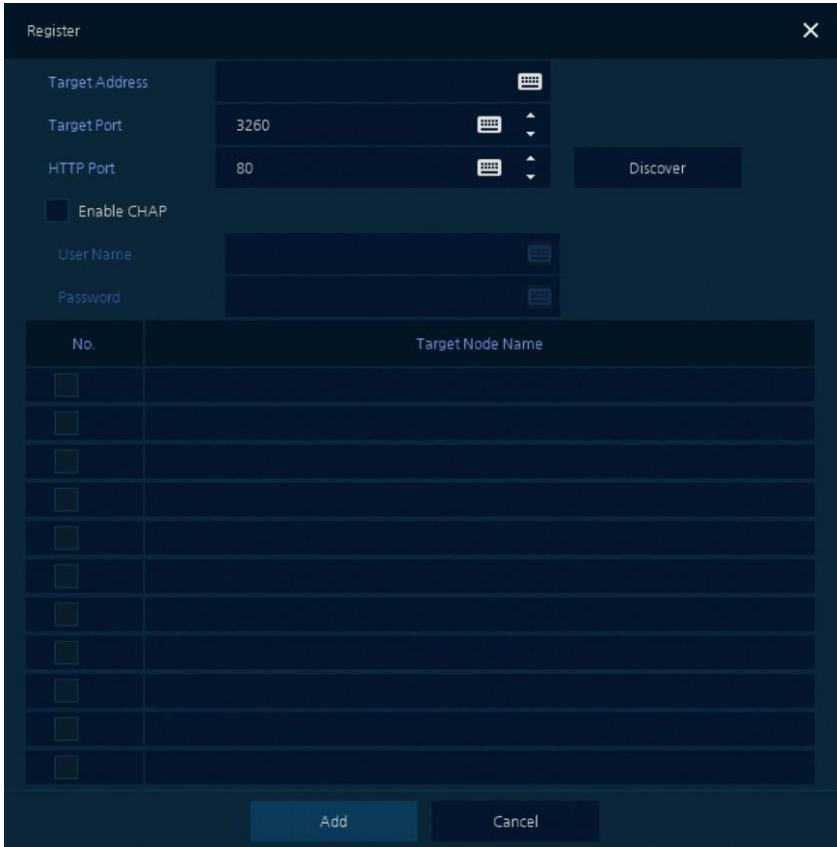 Register
Target Address
Target Port 3260
HTTP Port 80 Discover
Enable CHAP
User Name
Password
No. Target Node Name
Add Cancel